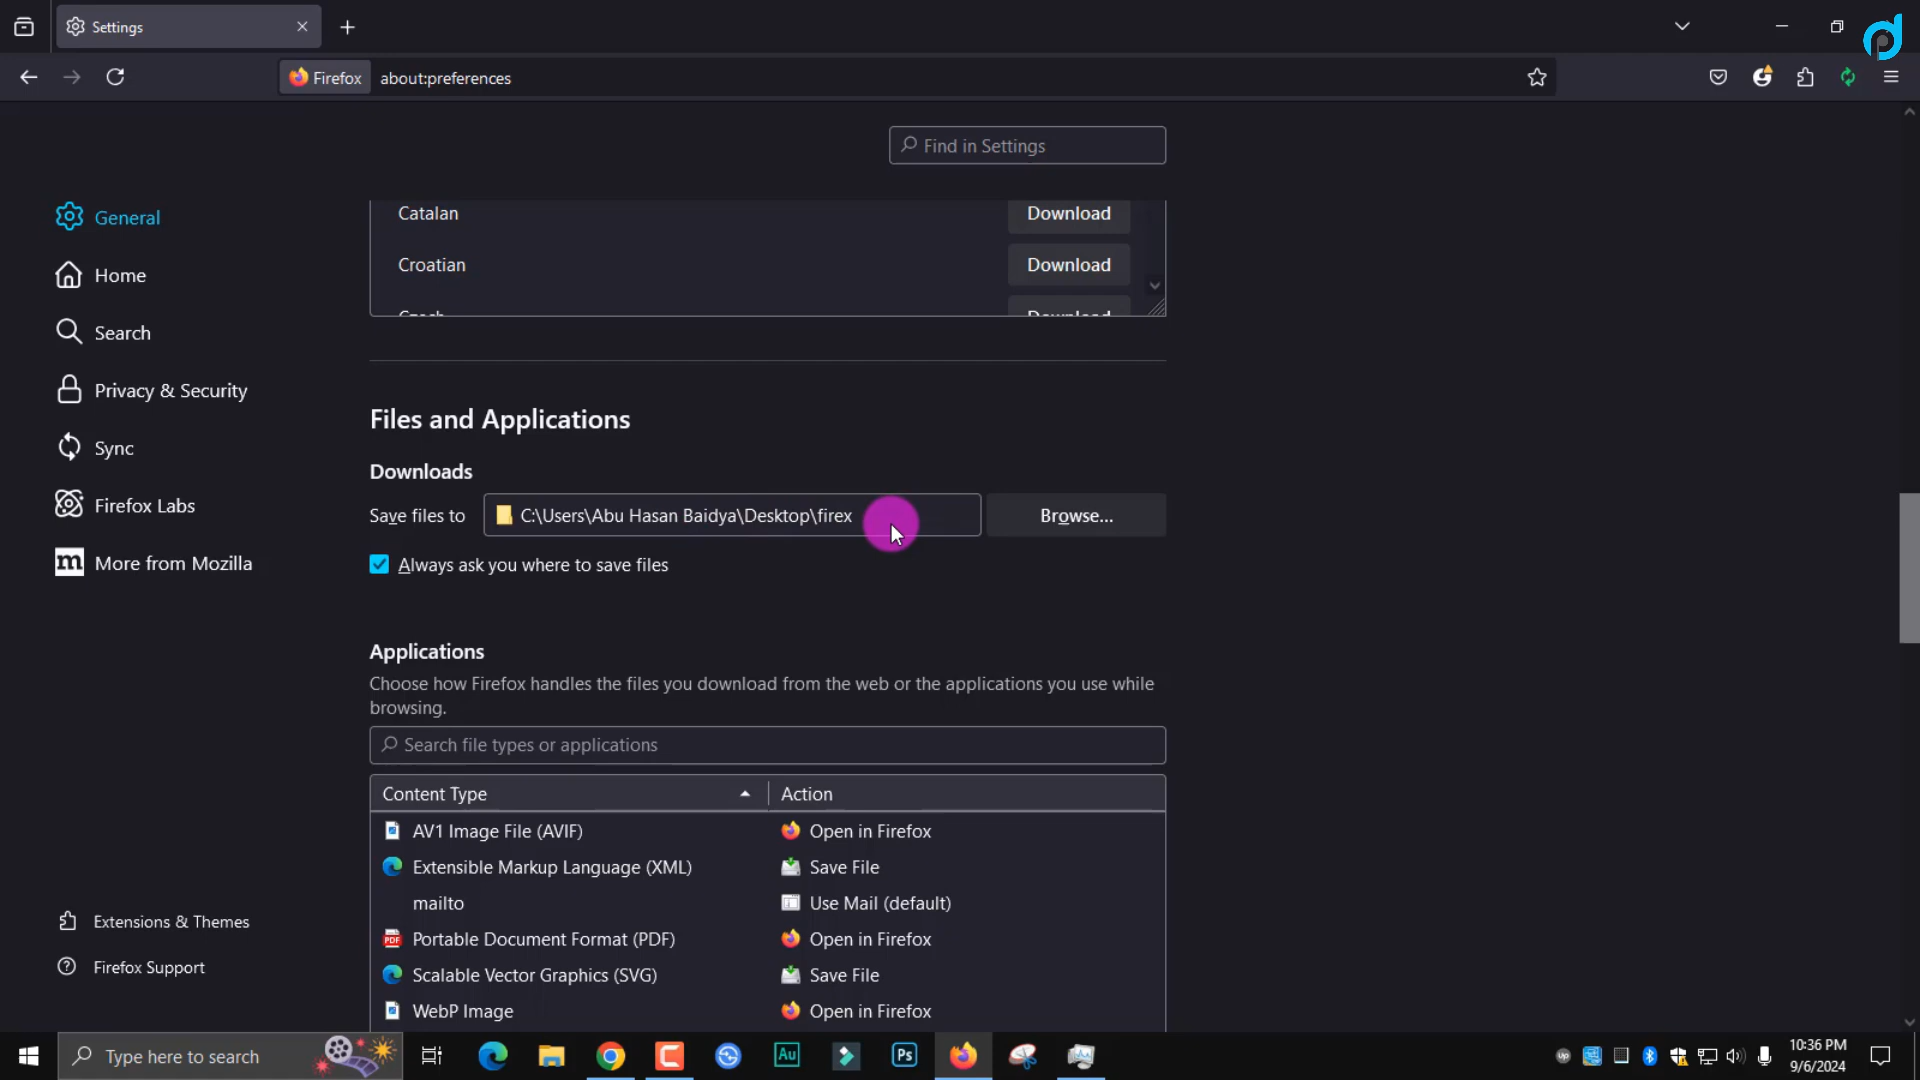 Settings
Firefox
about:preferences
Find in Settings
General
Home
Search
Privacy & Security
Sync
Firefox Labs
More from Mozilla
Extensions & Themes
Firefox Support
Catalan
Download
Croatian
Download
Czech
Download
Files and Applications
Downloads
Save files to
C:\Users\Abu Hasan Baidya\Desktop\firex
Browse...
Always ask you where to save files
Applications
Choose how Firefox handles the files you download from the web or the applications you use while
browsing.
Search file types or applications
Content Type
Action
AV1 Image File (AVIF)
Open in Firefox
Extensible Markup Language (XML)
Save File
mailto
Use Mail (default)
Portable Document Format (PDF)
Open in Firefox
Scalable Vector Graphics (SVG)
Save File
WebP Image
Open in Firefox
Type here to search
Au
Ps
up
10:36 PM
9/6/2024